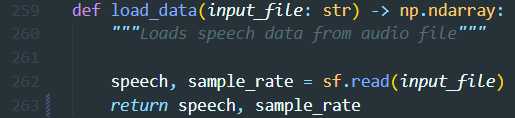 259 def load_data(input_file: str) -> np.ndarray:
260     """Loads speech data from audio file"""
261
262     speech, sample_rate = sf.read(input_file)
263     return speech, sample_rate